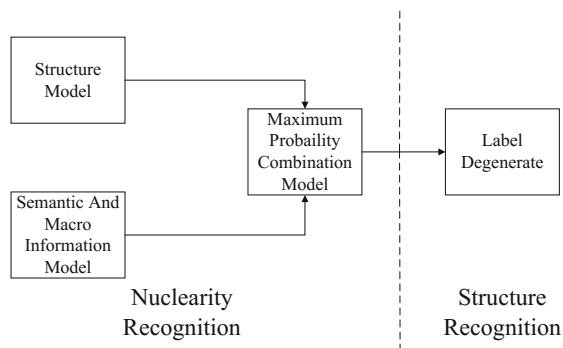 Structure
Model
Maximum
Probaility
Combination
Model
Label
Degenerate
Semantic And
Macro
Information
Model
Nuclearity
Recognition
Structure
Recognition